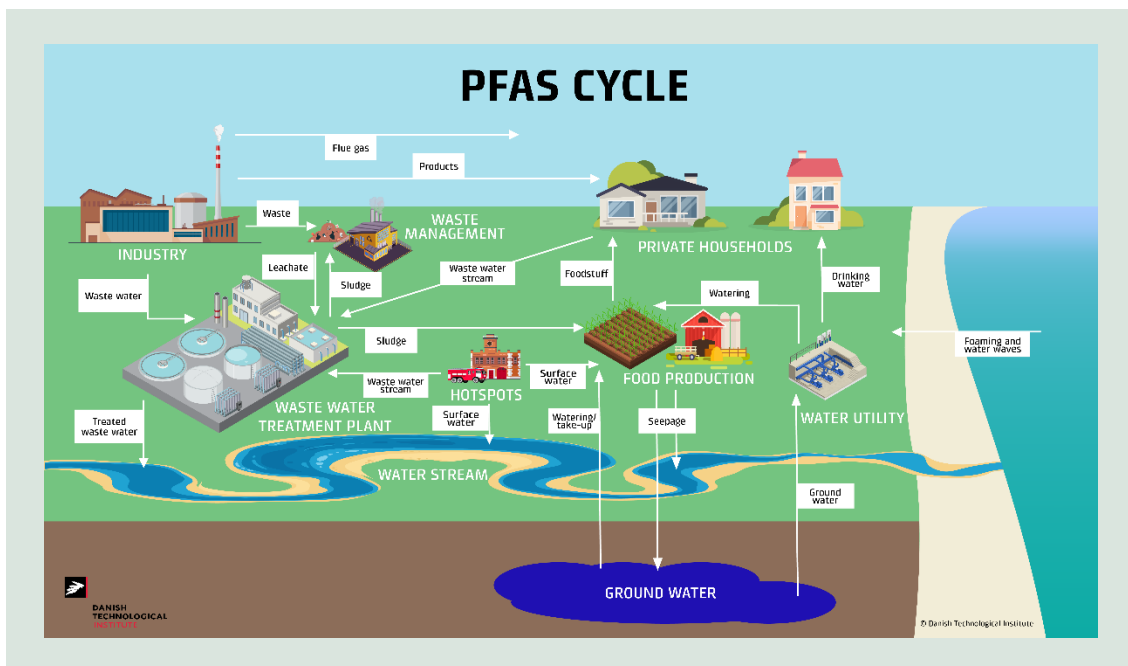 PFAS CYCLE
Flue gas
Products
Waste
WASTE
MANAGEMENT
INDUSTRY
PRIVATE HOUSEHOLDS
Waste water
Leachate
Sludge
Waste water
stream
Foodstuff
Watering
Drinking
water
Foaming and
water waves
Sludge
Waste water
stream
HOTSPOTS
Surface
water
FOOD PRODUCTION
WATER UTILITY
WASTE WATER
TREATMENT PLANT
Treated
waste water
Surface
water
Watering/
take-up
Seepage
WATER STREAM
Ground
water
GROUND WATER
DANISH
TECHNOLOGICAL
INSTITUTE
© Danish Technological Institute